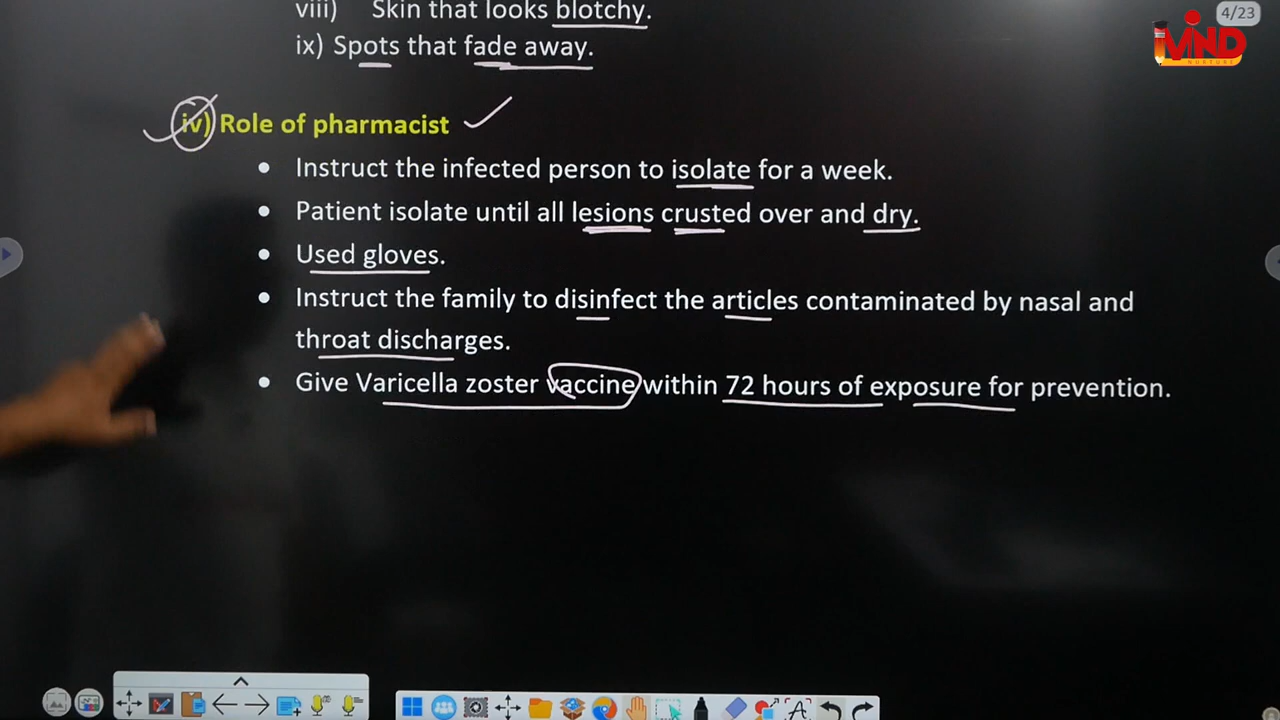 viii) Skin that looks blotchy.
4/23
MIND
NURTURE
ix) Spots that fade away.
iv) Role of pharmacist
• Instruct the infected person to isolate for a week.
• Patient isolate until all lesions crusted over and dry.
• Used gloves.
• Instruct the family to disinfect the articles contaminated by nasal and
throat discharges.
• Give Varicella zoster vaccine within 72 hours of exposure for prevention.